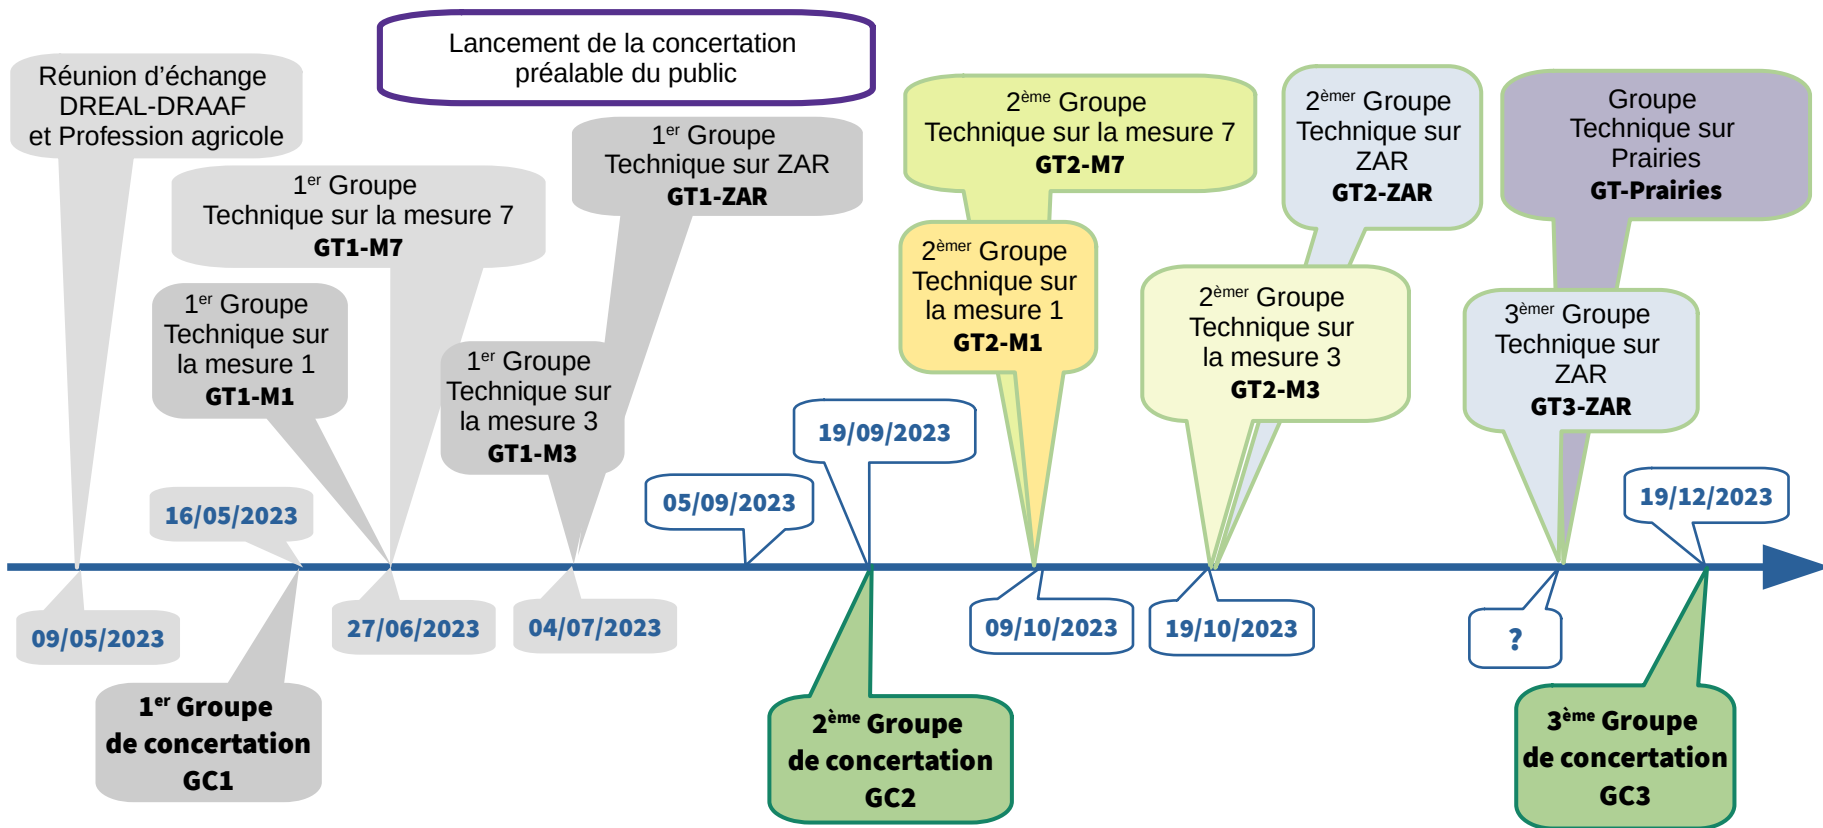 Lancement de la concertation
préalable du public
Réunion d’échange
DREAL-DRAAF
et Profession agricole
1er Groupe
Technique sur la mesure 7
GT1-M7
1er Groupe
Technique sur
la mesure 1
GT1-M1
1er Groupe
Technique sur ZAR
GT1-ZAR
1er Groupe
Technique sur
la mesure 3
GT1-M3
2ème Groupe
Technique sur la mesure 7
GT2-M7
2èmer Groupe
Technique sur
la mesure 1
GT2-M1
2èmer Groupe
Technique sur
ZAR
GT2-ZAR
2èmer Groupe
Technique sur
la mesure 3
GT2-M3
Groupe
Technique sur
Prairies
GT-Prairies
3èmer Groupe
Technique sur
ZAR
GT3-ZAR
16/05/2023
05/09/2023
19/09/2023
19/12/2023
09/05/2023
27/06/2023
04/07/2023
09/10/2023
19/10/2023
?
1er Groupe
de concertation
GC1
2ème Groupe
de concertation
GC2
3ème Groupe
de concertation
GC3